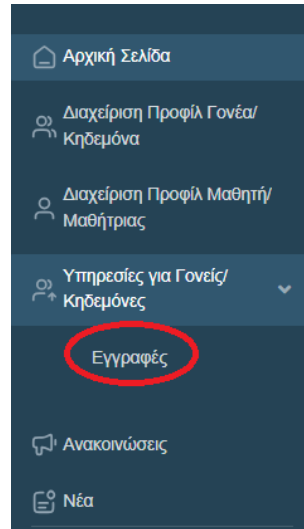 Αρχική Σελίδα
Διαχείριση Προφίλ Γονέα/
Κηδεμόνα
Διαχείριση Προφίλ Μαθητή/
Μαθήτριας
Υπηρεσίες για Γονείς/
Κηδεμόνες
Εγγραφές
Ανακοινώσεις
Νέα